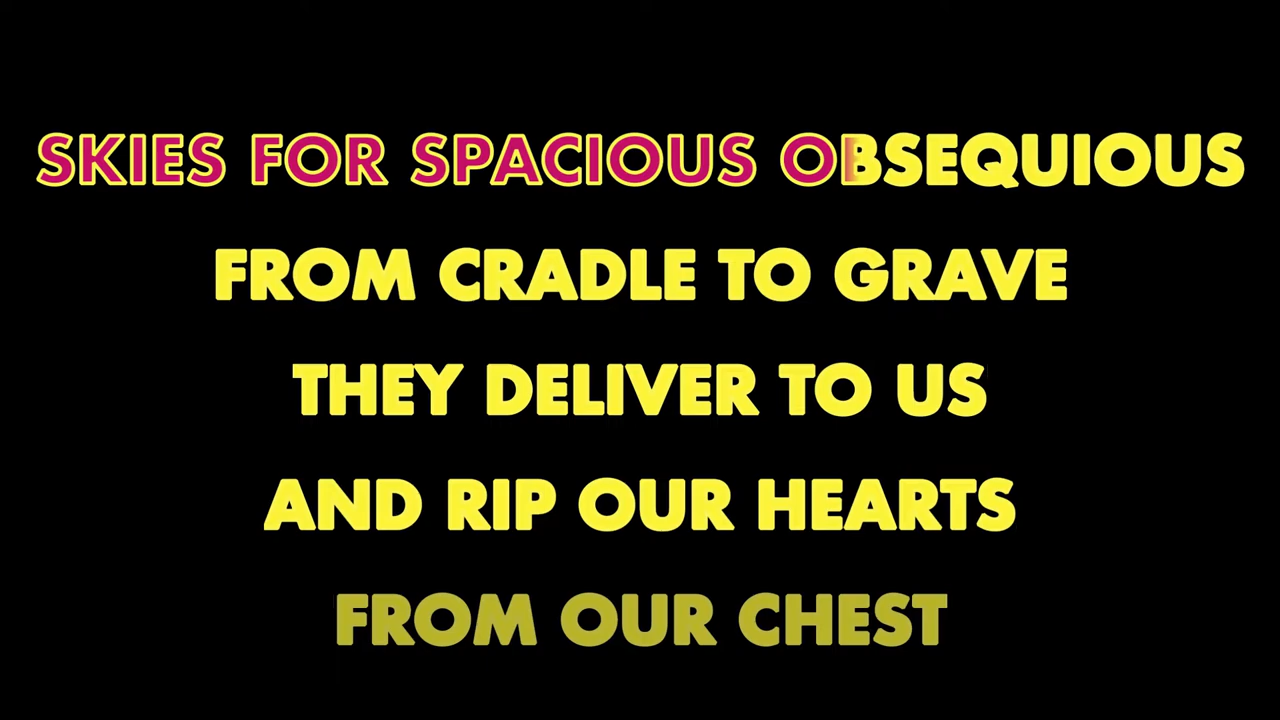 SKIES FOR SPACIOUS OBSEQUIOUS
FROM CRADLE TO GRAVE
THEY DELIVER TO US
AND RIP OUR HEARTS
FROM OUR CHEST